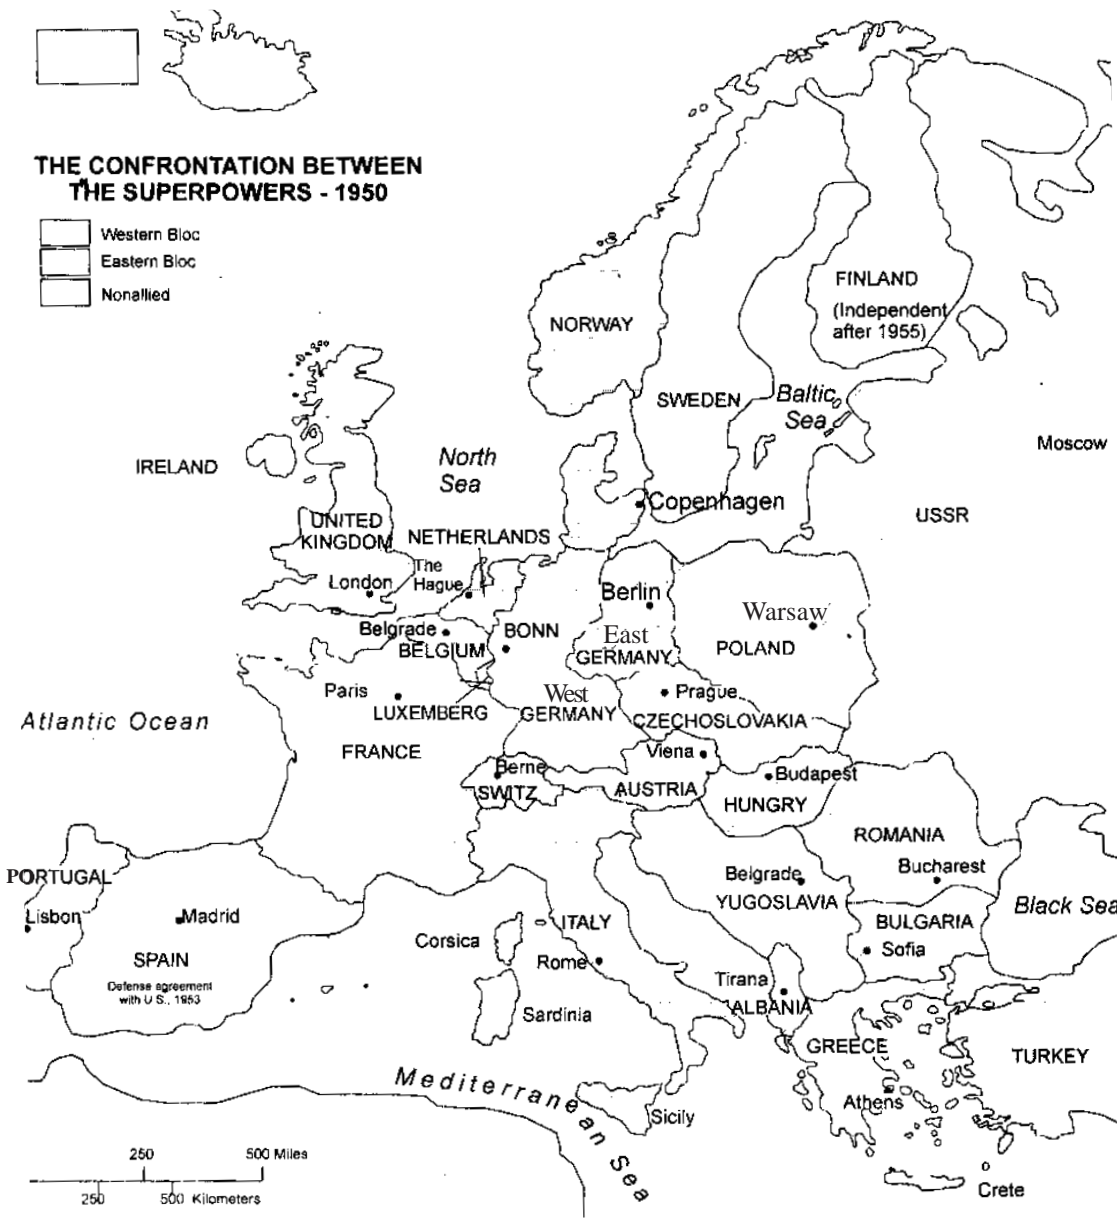 THE CONFRONTATION BETWEEN
THE SUPERPOWERS - 1950
Western Bloc
Eastern Bloc
Nonallied
FINLAND
(Independent
after 1955)
NORWAY
SWEDEN
Baltic
Sea
Moscow
IRELAND
North
Sea
Copenhagen
USSR
UNITED
KINGDOM
NETHERLANDS
The
Hague
London
Berlin
Warsaw
Belgrade
BELGIUM
BONN
East
GERMANY
POLAND
Paris
LUXEMBERG
West
GERMANY
Prague
CZECHOSLOVAKIA
Atlantic Ocean
FRANCE
Viena
Berne
SWITZ
AUSTRIA
Budapest
HUNGRY
ROMANIA
Bucharest
PORTUGAL
Lisbon
Madrid
SPAIN
Defense agreement
with U.S., 1953
Belgrade
YUGOSLAVIA
BULGARIA
Sofia
Black Sea
Corsica
ITALY
Rome
Tirana
ALBANIA
Sardinia
GREECE
TURKEY
Mediterranean Sea
Sicily
Athens
Crete
250
500 Miles
250
500 Kilometers